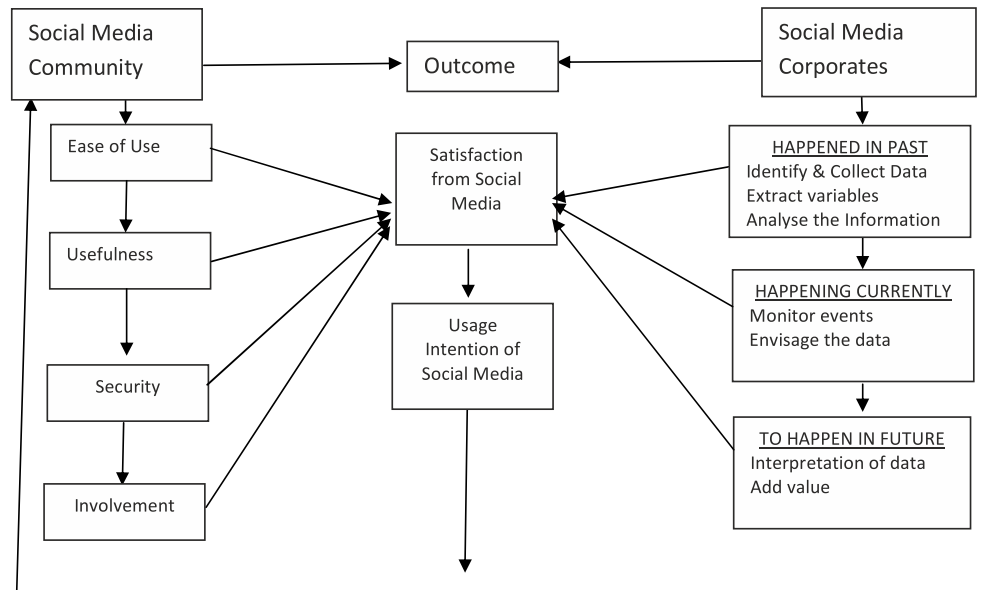 Social Media
Community
Outcome
Social Media
Corporates
Ease of Use
Usefulness
Security
Involvement
Satisfaction
from Social
Media
Usage
Intention of
Social Media
HAPPENED IN PAST
Identify & Collect Data
Extract variables
Analyse the Information
HAPPENING CURRENTLY
Monitor events
Envisage the data
TO HAPPEN IN FUTURE
Interpretation of data
Add value